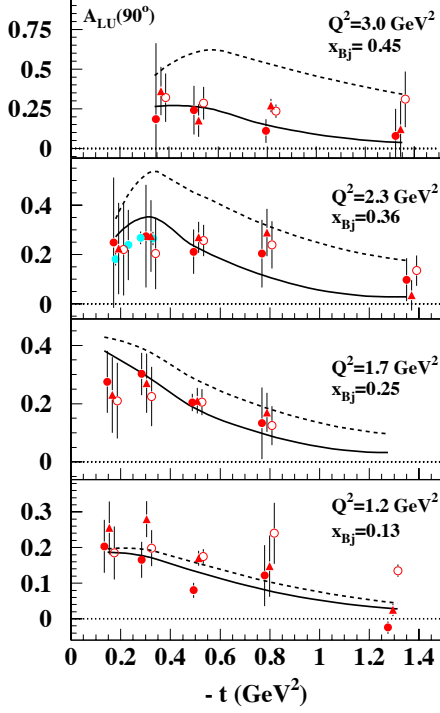 A_LU(90°)
Q² = 3.0 GeV²
x_Bj = 0.45
0.75
0.5
0.25
0
Q² = 2.3 GeV²
x_Bj = 0.36
0.4
0.2
0
Q² = 1.7 GeV²
x_Bj = 0.25
0.4
0.2
0
Q² = 1.2 GeV²
x_Bj = 0.13
0.3
0.2
0.1
0
0 0.2 0.4 0.6 0.8 1 1.2 1.4
- t (GeV²)